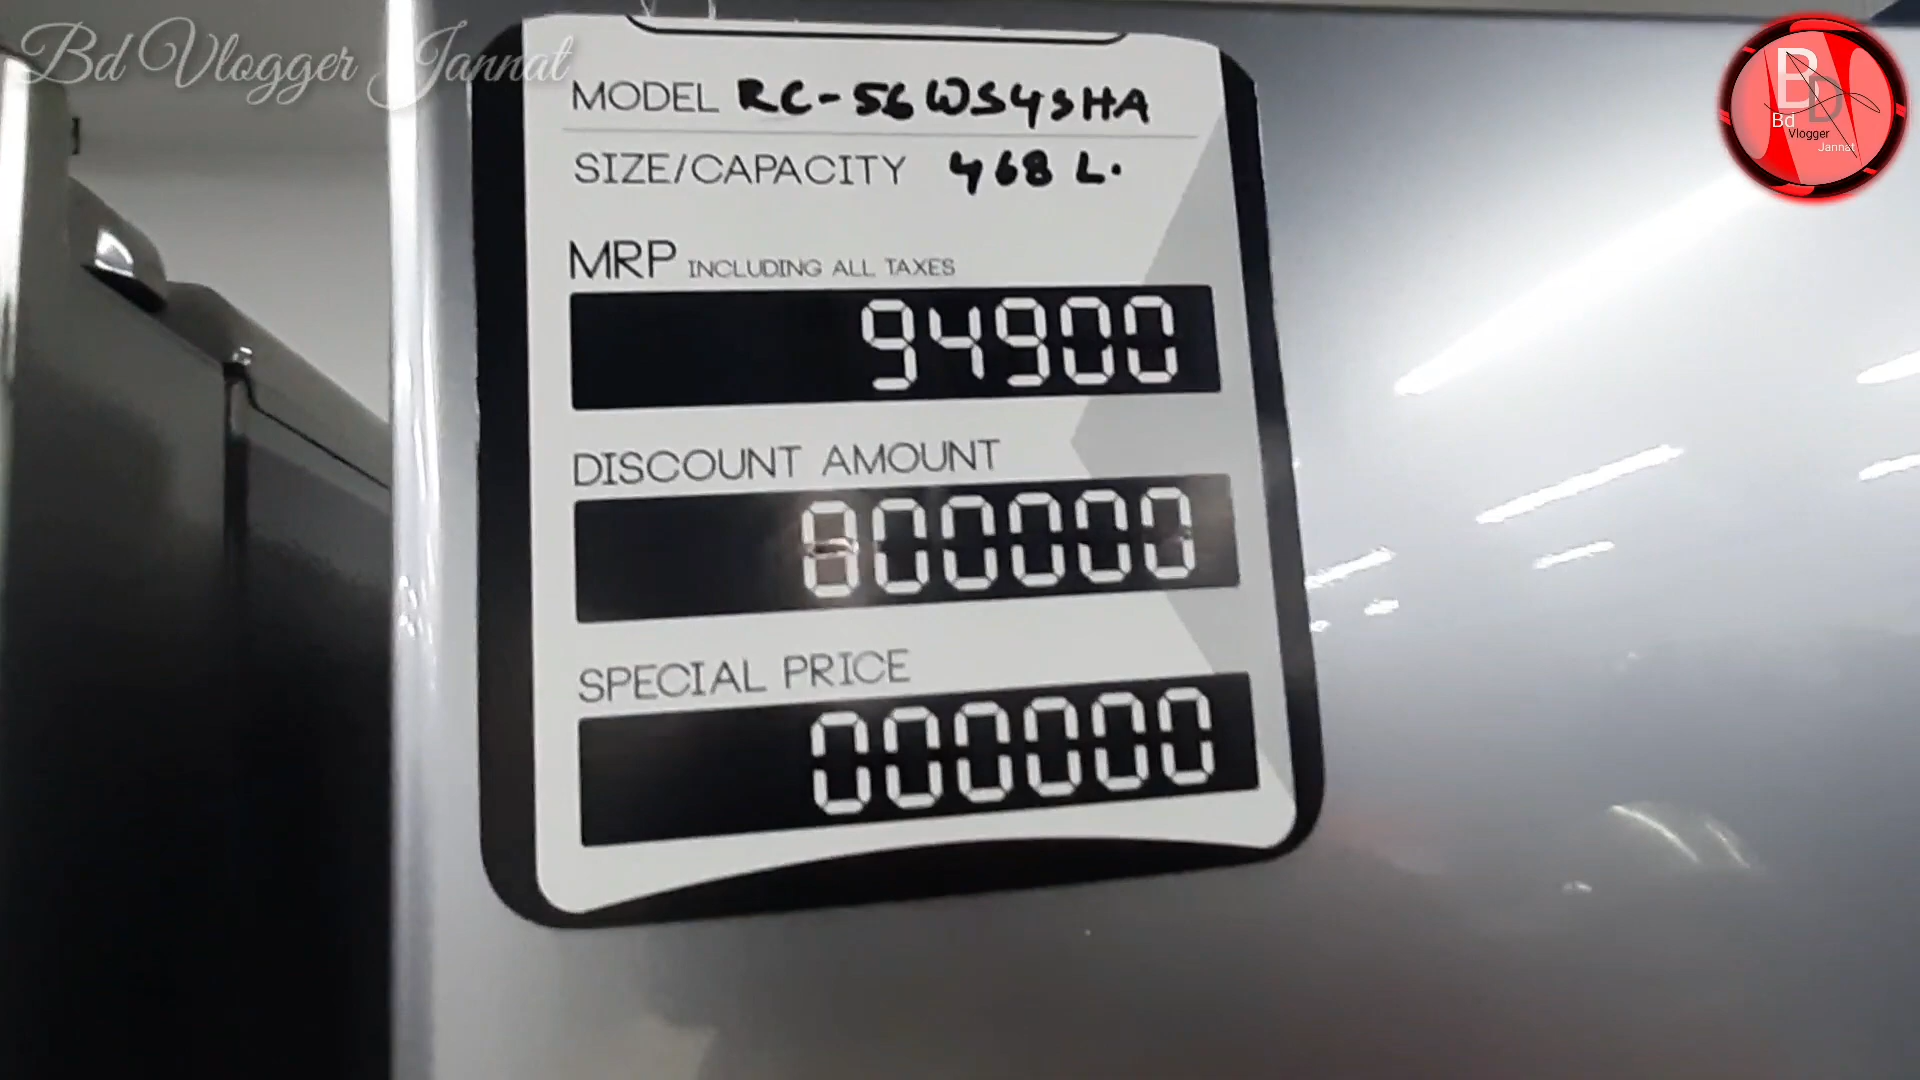 Bd Vlogger Jannat
B D
Bd
Vlogger
Jannat
MODEL RC-56WS4SHA
SIZE/CAPACITY 468 L.
MRP INCLUDING ALL TAXES
94900
DISCOUNT AMOUNT
800000
SPECIAL PRICE
000000